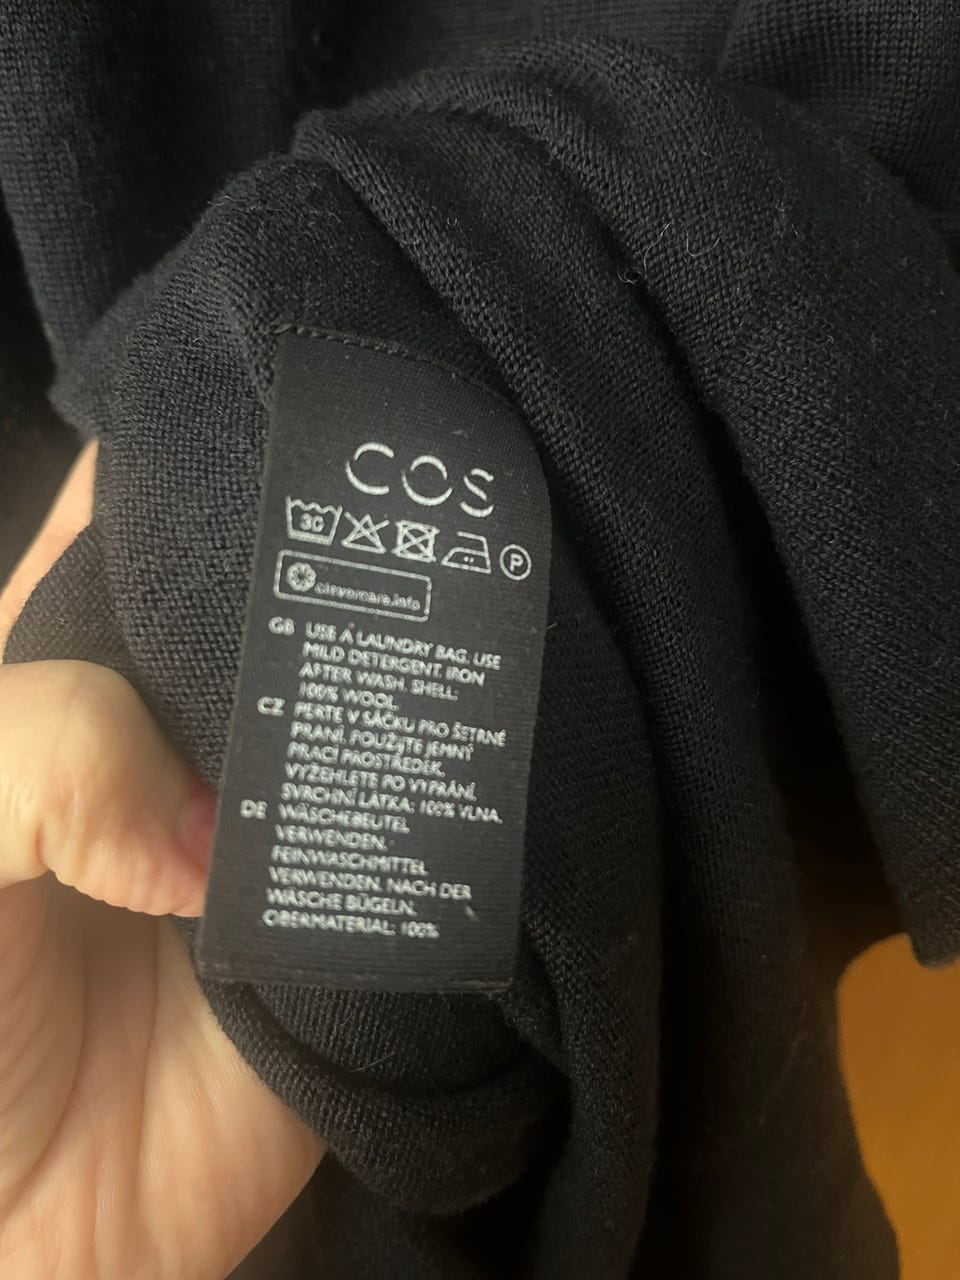 COS
30
P
clevercare.info
GB USE A LAUNDRY BAG. USE
MILD DETERGENT. IRON
AFTER WASH. SHELL:
100% WOOL.
CZ PERTE V SÁČKU PRO ŠETRNÉ
PRANÍ. POUŽIJTE JEMNÝ
PRACÍ PROSTŘEDEK.
VYŽEHLETE PO VYPRÁNÍ.
SVRCHNÍ LÁTKA: 100% VLNA.
DE WÄSCHEBEUTEL
VERWENDEN.
FEINWASCHMITTEL
VERWENDEN. NACH DER
WÄSCHE BÜGELN.
OBERMATERIAL: 100%